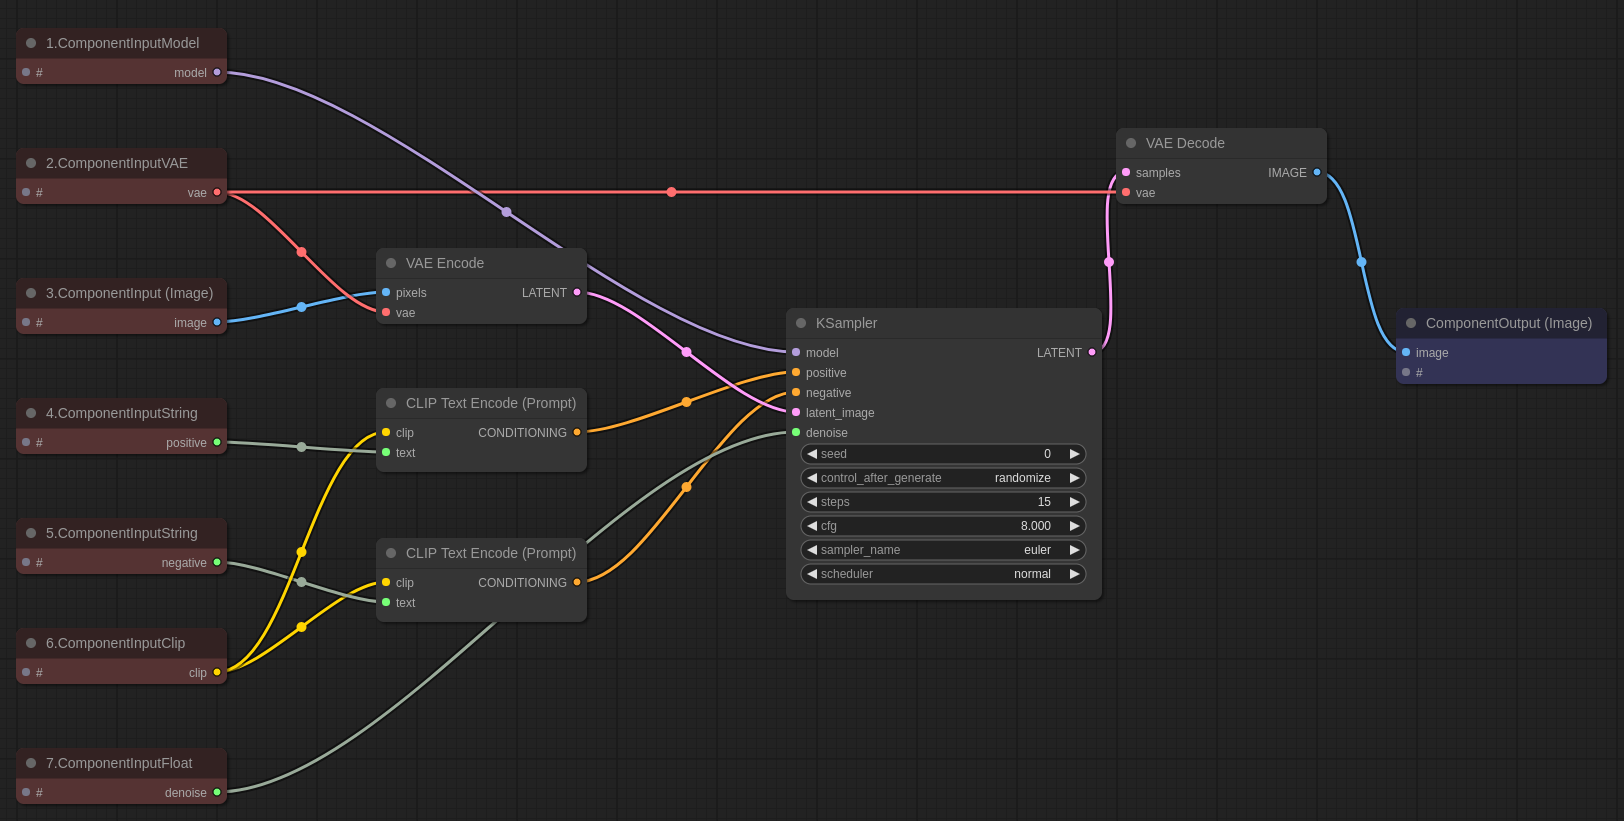 1.ComponentInputModel
# model
2.ComponentInputVAE
# vae
3.ComponentInput (Image)
# image
4.ComponentInputString
# positive
5.ComponentInputString
# negative
6.ComponentInputClip
# clip
7.ComponentInputFloat
# denoise
VAE Encode
pixels LATENT
vae
CLIP Text Encode (Prompt)
clip CONDITIONING
text
CLIP Text Encode (Prompt)
clip CONDITIONING
text
KSampler
model LATENT
positive
negative
latent_image
denoise
seed 0
control_after_generate randomize
steps 15
cfg 8.000
sampler_name euler
scheduler normal
VAE Decode
samples IMAGE
vae
ComponentOutput (Image)
image
#